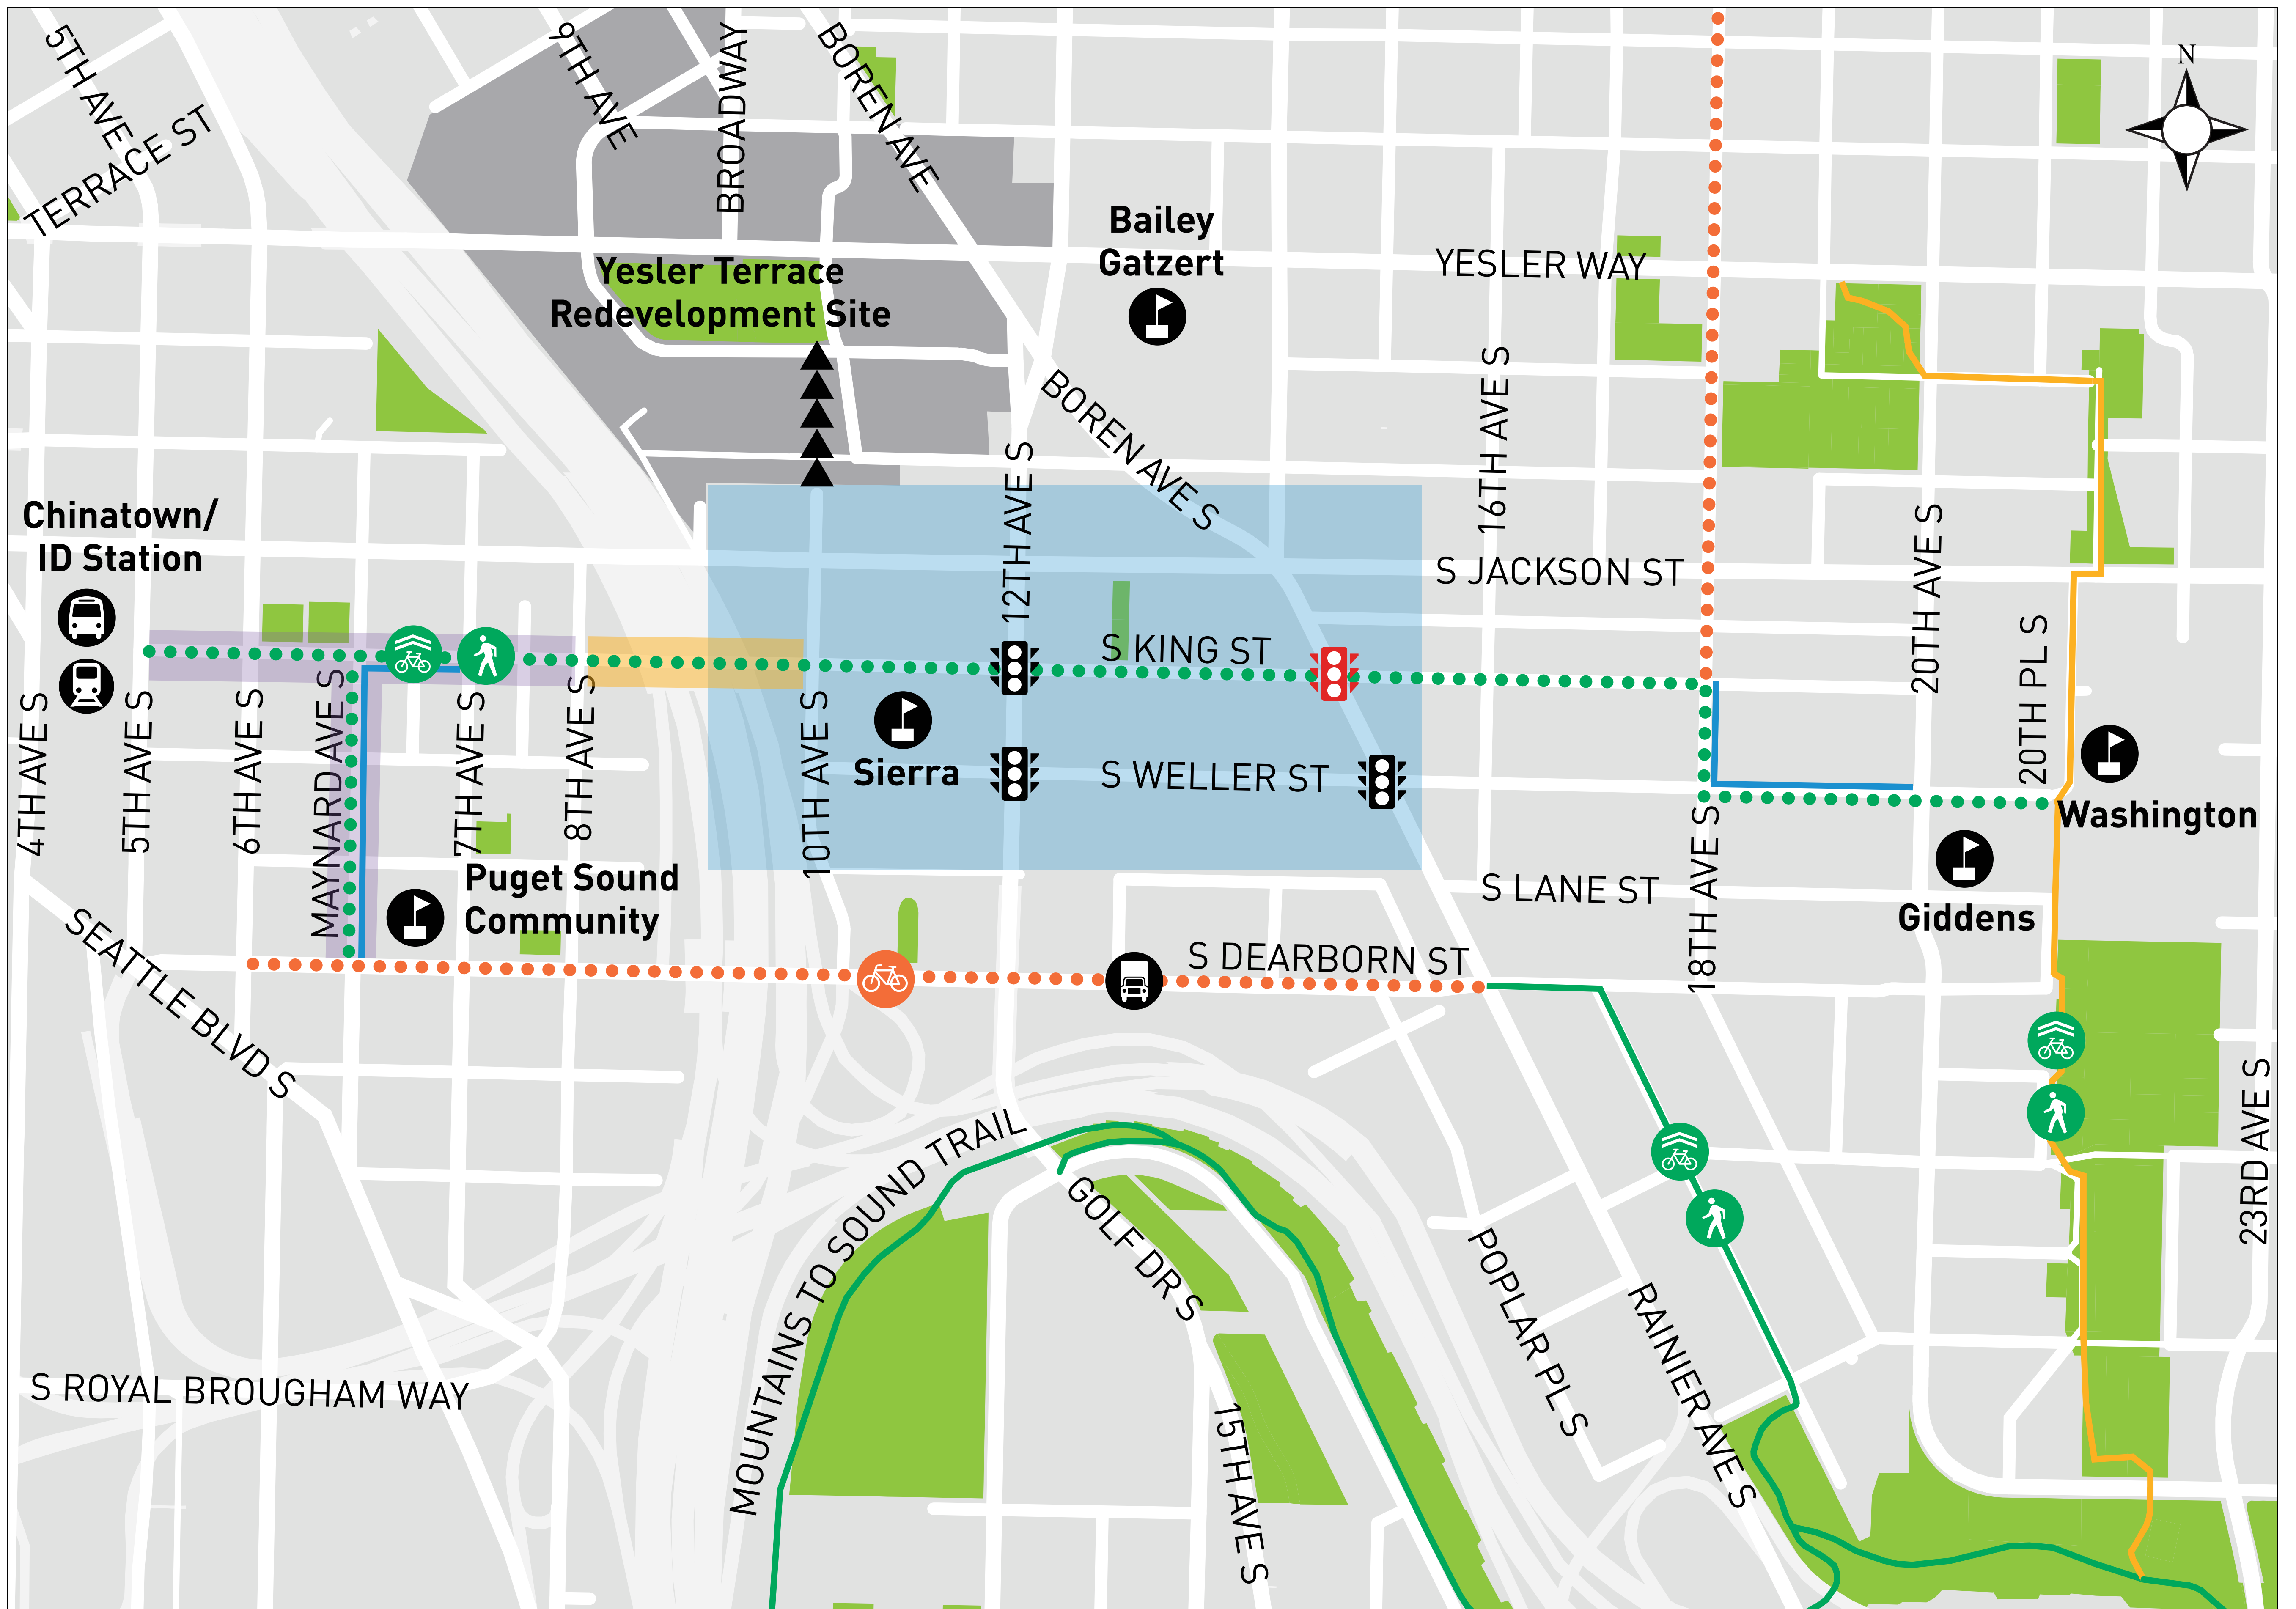 5TH AVE
TERRACE ST
9TH AVE
BROADWAY
BOREN AVE
N
Bailey
Gatzert
YESLER WAY
Yesler Terrace
Redevelopment Site
BOREN AVE S
16TH AVE S
12TH AVE S
Chinatown/
ID Station
S JACKSON ST
20TH AVE S
S KING ST
20TH PL S
4TH AVE S
5TH AVE S
6TH AVE S
MAYNARD AVE S
7TH AVE S
8TH AVE S
10TH AVE S
Sierra
S WELLER ST
Washington
18TH AVE S
Puget Sound
Community
S LANE ST
Giddens
SEATTLE BLVD S
S DEARBORN ST
23RD AVE S
MOUNTAINS TO SOUND TRAIL
GOLF DR S
POPLAR PL S
RAINIER AVE S
S ROYAL BROUGHAM WAY
15TH AVE S